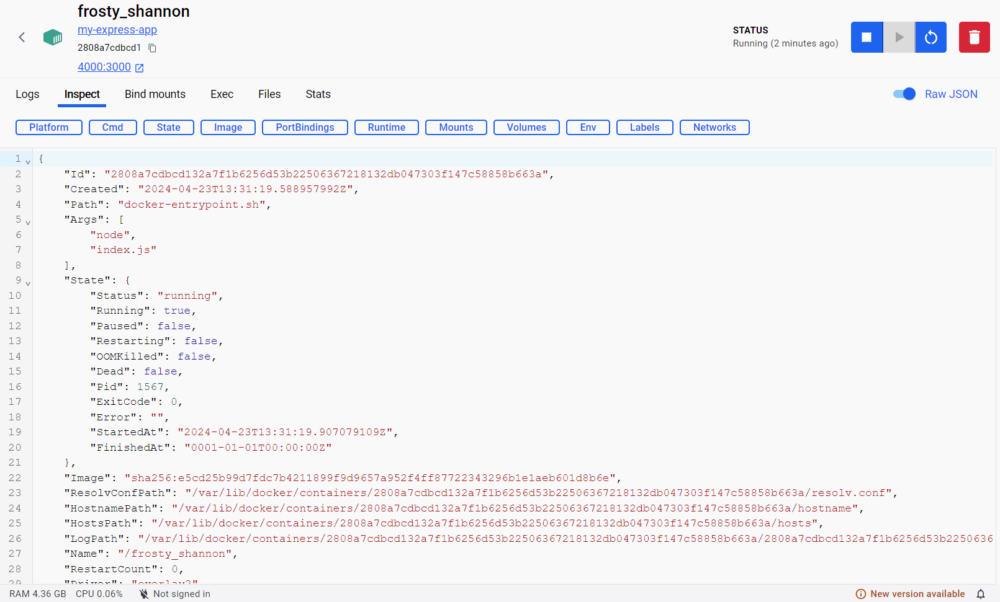 frosty_shannon
my-express-app
2808a7cdbcd1
4000:3000
STATUS
Running (2 minutes ago)
Logs Inspect Bind mounts Exec Files Stats Raw JSON
Platform Cmd State Image PortBindings Runtime Mounts Volumes Env Labels Networks
1 {
2 "Id": "2808a7cdbcd132a7f1b6256d53b22506367218132db047303f147c58858b663a",
3 "Created": "2024-04-23T13:31:19.588957992Z",
4 "Path": "docker-entrypoint.sh",
5 "Args": [
6 "node",
7 "index.js"
8 ],
9 "State": {
10 "Status": "running",
11 "Running": true,
12 "Paused": false,
13 "Restarting": false,
14 "OOMKilled": false,
15 "Dead": false,
16 "Pid": 1567,
17 "ExitCode": 0,
18 "Error": "",
19 "StartedAt": "2024-04-23T13:31:19.907079109Z",
20 "FinishedAt": "0001-01-01T00:00:00Z"
21 },
22 "Image": "sha256:e5cd25b99d7fdc7b4211899f9d9657a952f4ff87722343296b1e1aeb601d8b6e",
23 "ResolvConfPath": "/var/lib/docker/containers/2808a7cdbcd132a7f1b6256d53b22506367218132db047303f147c58858b663a/resolv.conf",
24 "HostnamePath": "/var/lib/docker/containers/2808a7cdbcd132a7f1b6256d53b22506367218132db047303f147c58858b663a/hostname",
25 "HostsPath": "/var/lib/docker/containers/2808a7cdbcd132a7f1b6256d53b22506367218132db047303f147c58858b663a/hosts",
26 "LogPath": "/var/lib/docker/containers/2808a7cdbcd132a7f1b6256d53b22506367218132db047303f147c58858b663a/2808a7cdbcd132a7f1b6256d53b2250636
27 "Name": "/frosty_shannon",
28 "RestartCount": 0,
29 "Driver": "overlay2"
RAM 4.36 GB CPU 0.06% Not signed in New version available